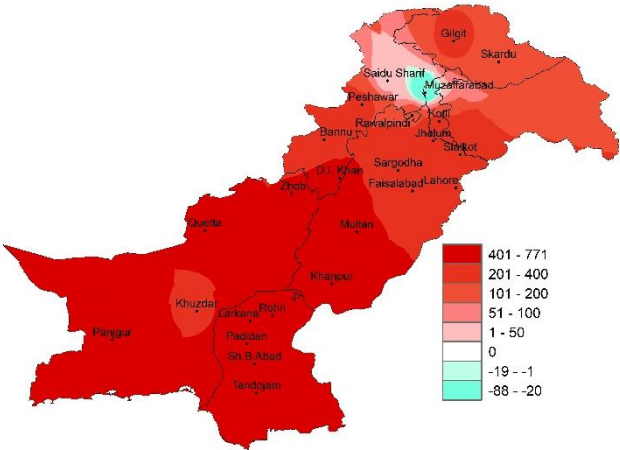 Gilgit
Skardu
Saidu Sharif
Muzaffarabad
Peshawar
Kotli
Rawalpindi
Bannu
Jhelum
Sialkot
Sargodha
D.I. Khan
Faisalabad
Lahore
Zhob
Quetta
Multan
Khanpur
Khuzdar
Rohri
Larkana
Panjgur
Padidan
Sh.B.Abad
Tandojam
401 - 771
201 - 400
101 - 200
51 - 100
1 - 50
0
-19 - -1
-88 - -20